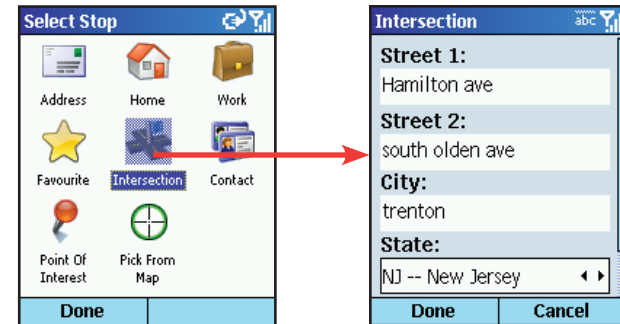 Select Stop
Address Home Work
Favourite Intersection Contact
Point Of Interest
Pick From Map
Done
Intersection abc
Street 1:
Hamilton ave
Street 2:
south olden ave
City:
trenton
State:
NJ -- New Jersey
Done Cancel